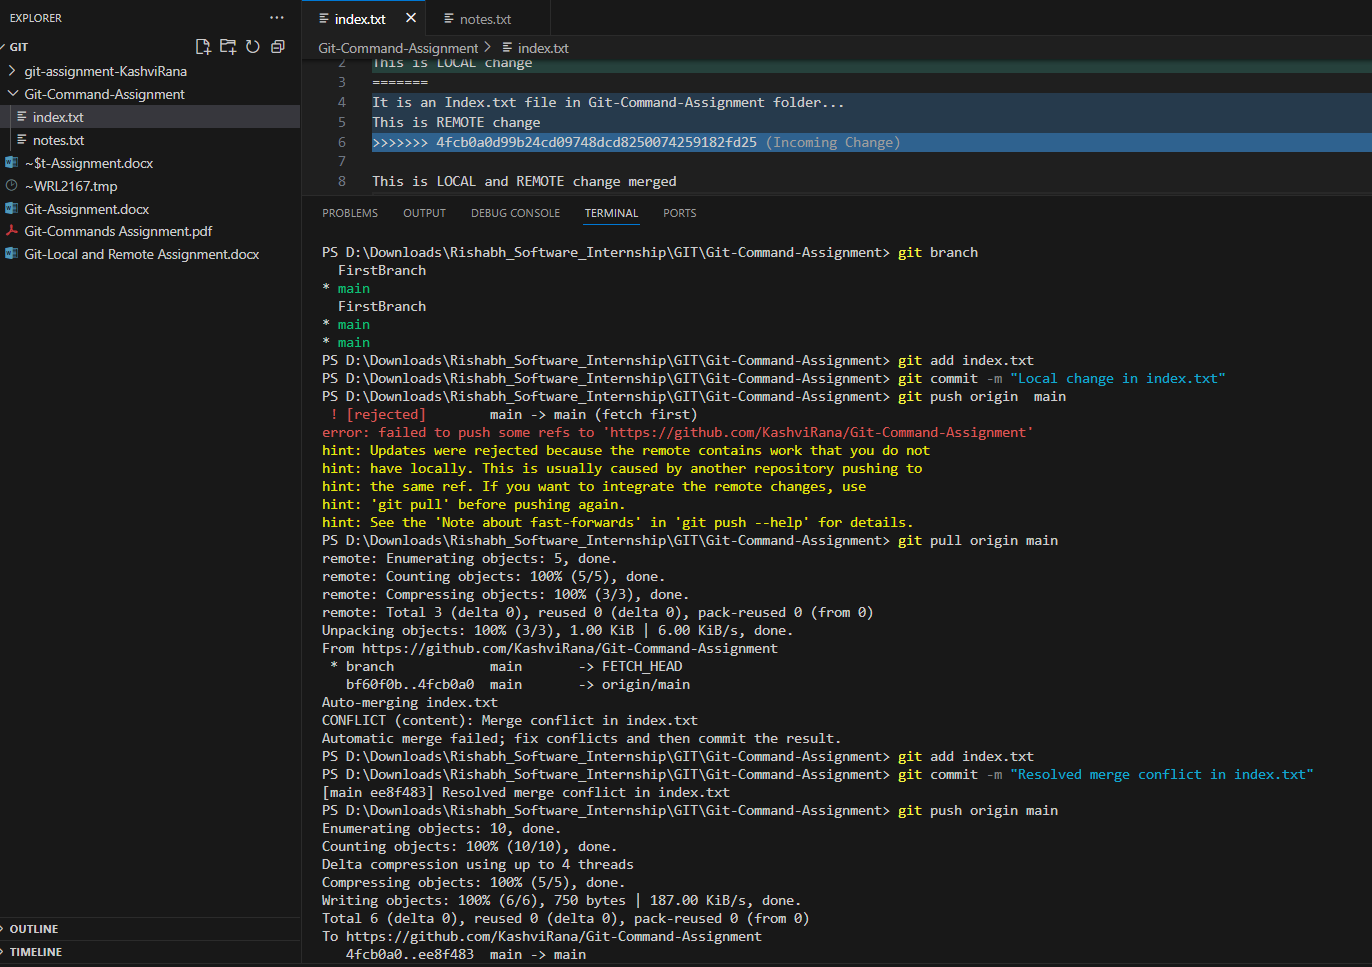 EXPLORER
GIT
git-assignment-KashviRana
Git-Command-Assignment
index.txt
notes.txt
~$t-Assignment.docx
~WRL2167.tmp
Git-Assignment.docx
Git-Commands Assignment.pdf
Git-Local and Remote Assignment.docx
OUTLINE
TIMELINE
index.txt
notes.txt
Git-Command-Assignment > index.txt
2 This is LOCAL change
3 =======
4 It is an Index.txt file in Git-Command-Assignment folder...
5 This is REMOTE change
6 >>>>>>> 4fcb0a0d99b24cd09748dcd8250074259182fd25 (Incoming Change)
7
8 This is LOCAL and REMOTE change merged
PROBLEMS OUTPUT DEBUG CONSOLE TERMINAL PORTS
PS D:\Downloads\Rishabh_Software_Internship\GIT\Git-Command-Assignment> git branch
  FirstBranch
* main
  FirstBranch
* main
* main
PS D:\Downloads\Rishabh_Software_Internship\GIT\Git-Command-Assignment> git add index.txt
PS D:\Downloads\Rishabh_Software_Internship\GIT\Git-Command-Assignment> git commit -m "Local change in index.txt"
PS D:\Downloads\Rishabh_Software_Internship\GIT\Git-Command-Assignment> git push origin  main
 ! [rejected]        main -> main (fetch first)
error: failed to push some refs to 'https://github.com/KashviRana/Git-Command-Assignment'
hint: Updates were rejected because the remote contains work that you do not
hint: have locally. This is usually caused by another repository pushing to
hint: the same ref. If you want to integrate the remote changes, use
hint: 'git pull' before pushing again.
hint: See the 'Note about fast-forwards' in 'git push --help' for details.
PS D:\Downloads\Rishabh_Software_Internship\GIT\Git-Command-Assignment> git pull origin main
remote: Enumerating objects: 5, done.
remote: Counting objects: 100% (5/5), done.
remote: Compressing objects: 100% (3/3), done.
remote: Total 3 (delta 0), reused 0 (delta 0), pack-reused 0 (from 0)
Unpacking objects: 100% (3/3), 1.00 KiB | 6.00 KiB/s, done.
From https://github.com/KashviRana/Git-Command-Assignment
 * branch            main       -> FETCH_HEAD
   bf60f0b..4fcb0a0  main       -> origin/main
Auto-merging index.txt
CONFLICT (content): Merge conflict in index.txt
Automatic merge failed; fix conflicts and then commit the result.
PS D:\Downloads\Rishabh_Software_Internship\GIT\Git-Command-Assignment> git add index.txt
PS D:\Downloads\Rishabh_Software_Internship\GIT\Git-Command-Assignment> git commit -m "Resolved merge conflict in index.txt"
[main ee8f483] Resolved merge conflict in index.txt
PS D:\Downloads\Rishabh_Software_Internship\GIT\Git-Command-Assignment> git push origin main
Enumerating objects: 10, done.
Counting objects: 100% (10/10), done.
Delta compression using up to 4 threads
Compressing objects: 100% (5/5), done.
Writing objects: 100% (6/6), 750 bytes | 187.00 KiB/s, done.
Total 6 (delta 0), reused 0 (delta 0), pack-reused 0 (from 0)
To https://github.com/KashviRana/Git-Command-Assignment
   4fcb0a0..ee8f483  main -> main